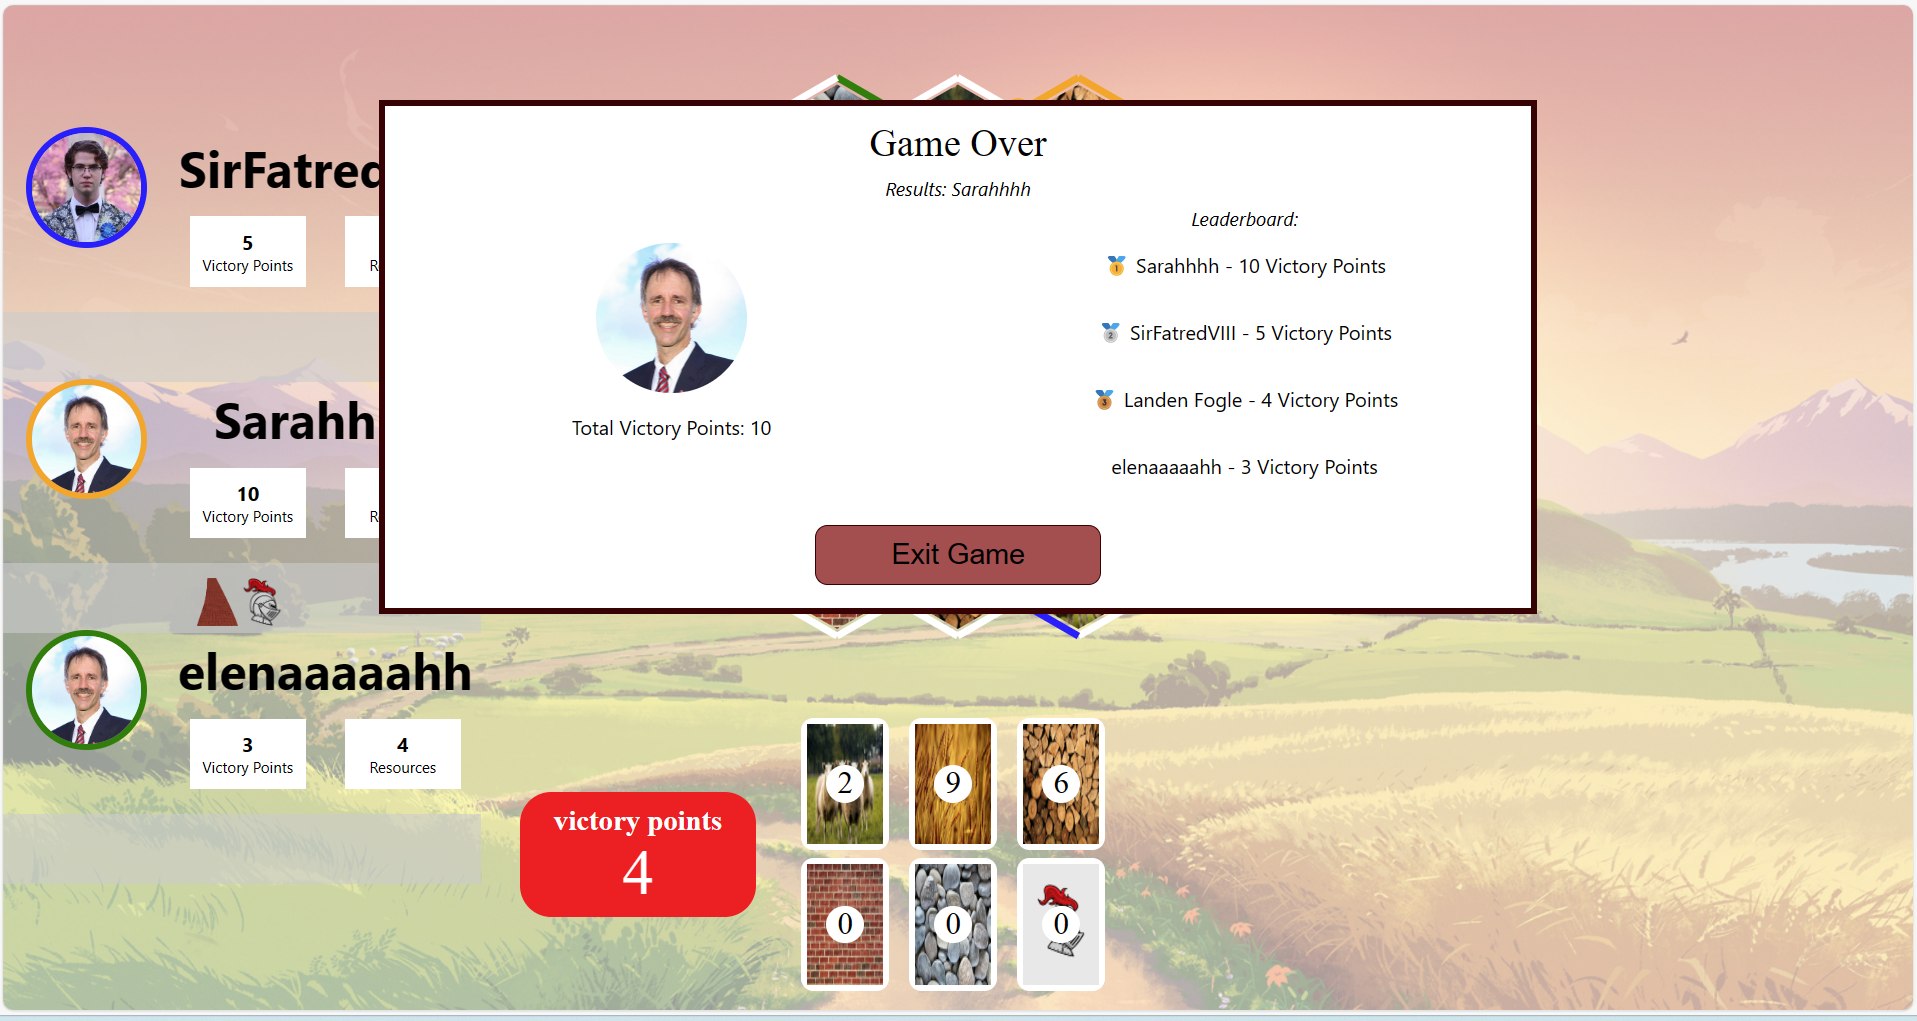 Game Over
Results: Sarahhhh
Leaderboard:
Sarahhhh - 10 Victory Points
SirFatredVIII - 5 Victory Points
Landen Fogle - 4 Victory Points
elenaaaaahh - 3 Victory Points
Total Victory Points: 10
Exit Game
SirFatred
5
Victory Points
R
Sarahh
10
Victory Points
R
elenaaaaahh
3
Victory Points
4
Resources
victory points
4
2
9
6
0
0
0